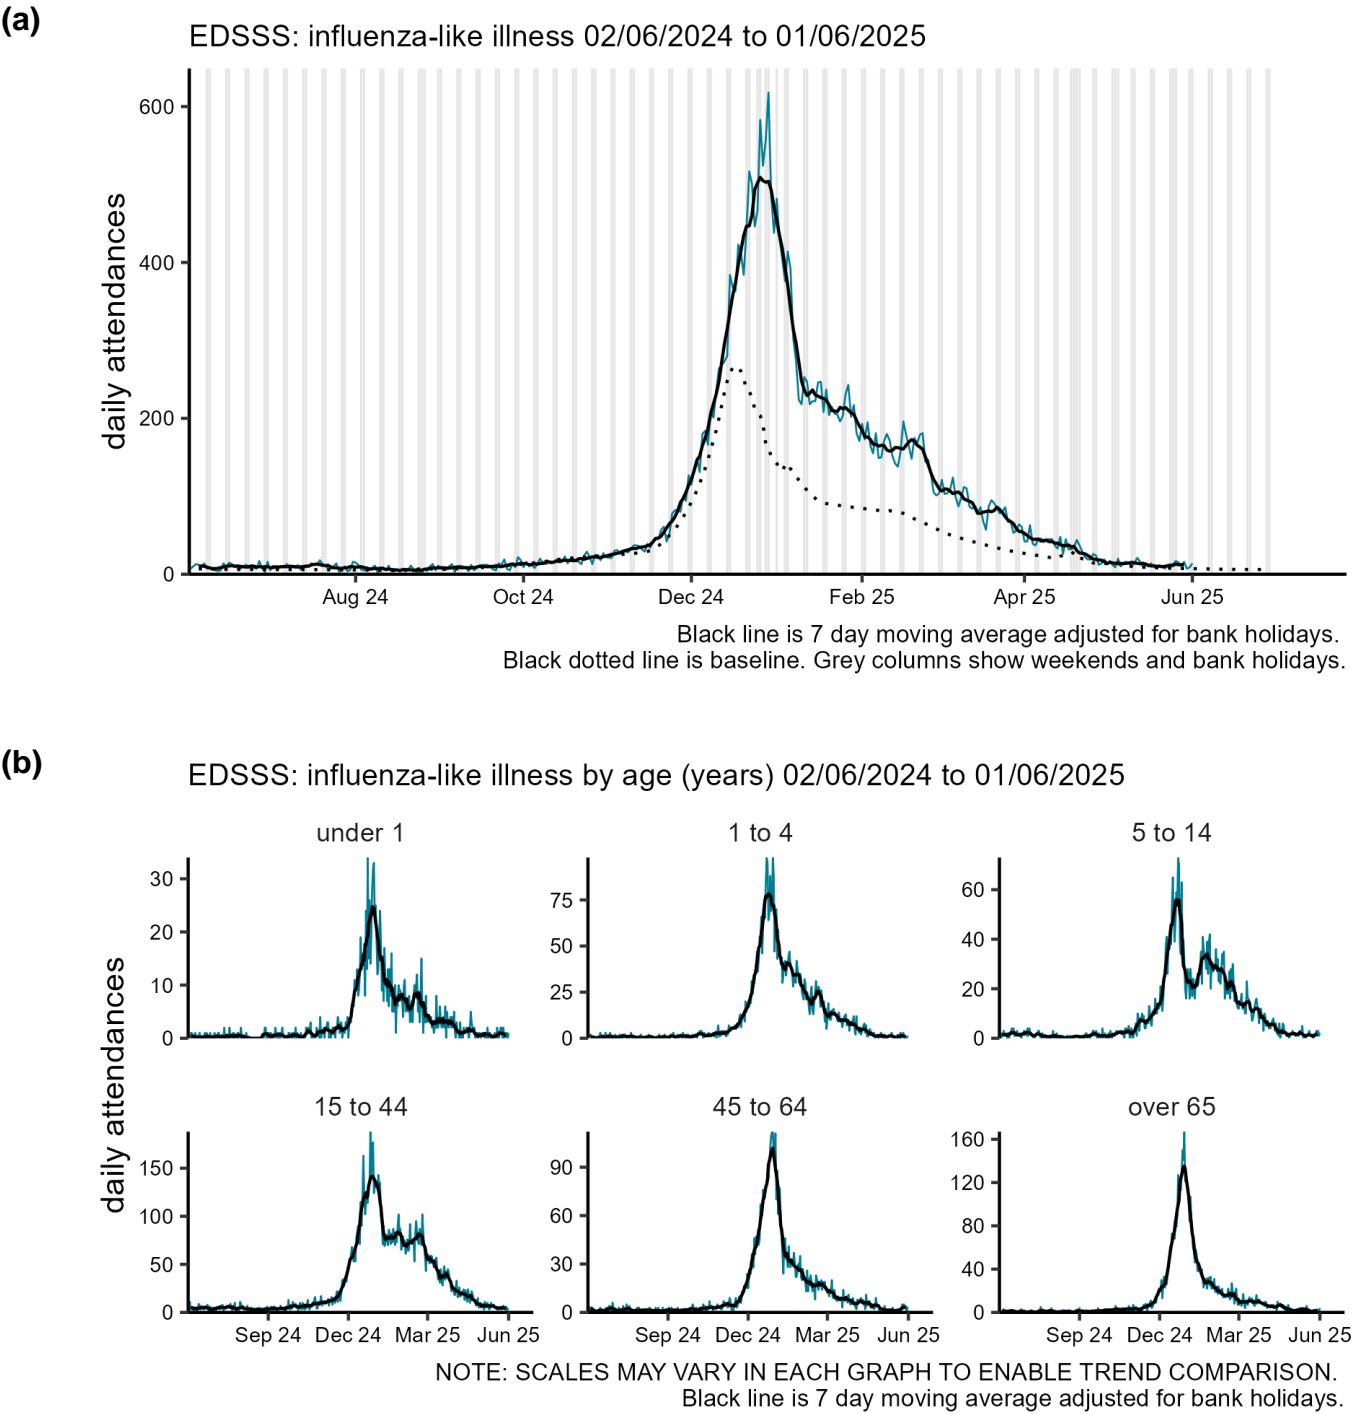 (a)
EDSSS: influenza-like illness 02/06/2024 to 01/06/2025
daily attendances
600
400
200
0
Aug 24 Oct 24 Dec 24 Feb 25 Apr 25 Jun 25
Black line is 7 day moving average adjusted for bank holidays.
Black dotted line is baseline. Grey columns show weekends and bank holidays.
(b)
EDSSS: influenza-like illness by age (years) 02/06/2024 to 01/06/2025
daily attendances
under 1
30
20
10
0
1 to 4
75
50
25
0
5 to 14
60
40
20
0
15 to 44
150
100
50
0
Sep 24 Dec 24 Mar 25 Jun 25
45 to 64
90
60
30
0
Sep 24 Dec 24 Mar 25 Jun 25
over 65
160
120
80
40
0
Sep 24 Dec 24 Mar 25 Jun 25
NOTE: SCALES MAY VARY IN EACH GRAPH TO ENABLE TREND COMPARISON.
Black line is 7 day moving average adjusted for bank holidays.